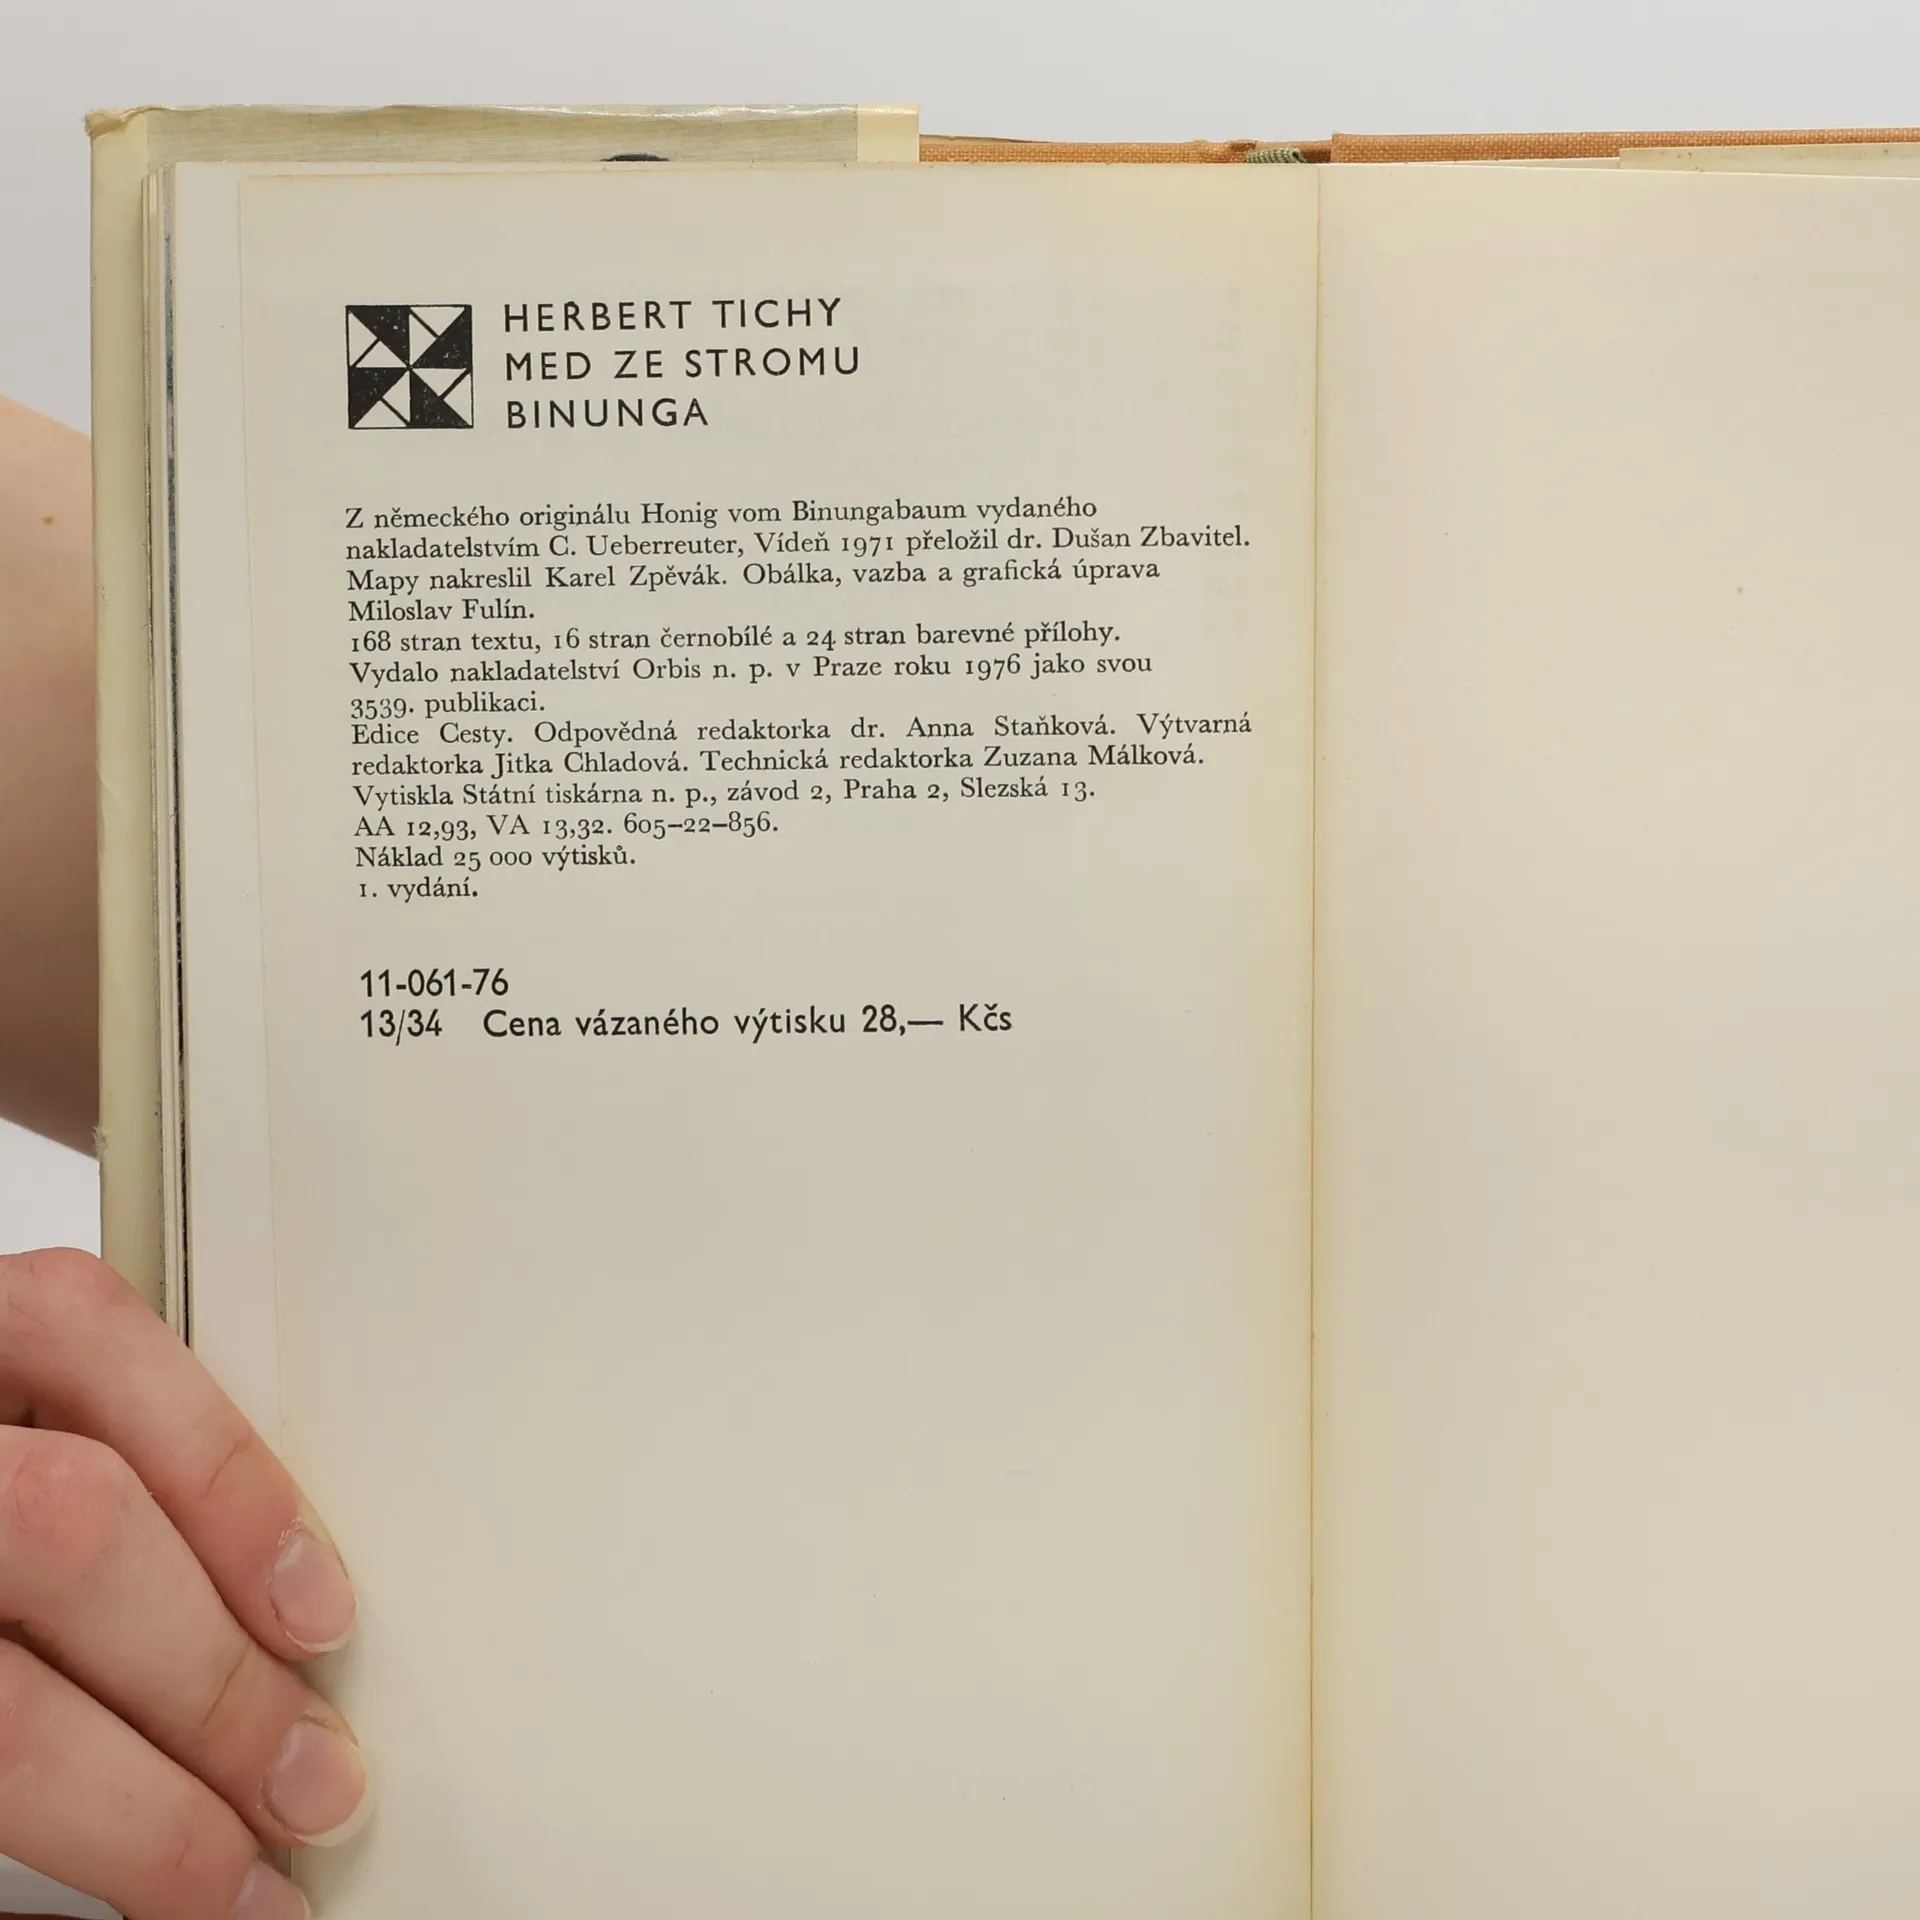 HERBERT TICHY
MED ZE STROMU
BINUNGA
Z německého originálu Honig vom Binungabaum vydaného
nakladatelstvím C. Ueberreuter, Vídeň 1971 přeložil dr. Dušan Zbavitel.
Mapy nakreslil Karel Zpěvák. Obálka, vazba a grafická úprava
Miloslav Fulín.
168 stran textu, 16 stran černobílé a 24 stran barevné přílohy.
Vydalo nakladatelství Orbis n. p. v Praze roku 1976 jako svou
3539. publikaci.
Edice Cesty. Odpovědná redaktorka dr. Anna Staňková. Výtvarná
redaktorka Jitka Chladová. Technická redaktorka Zuzana Málková.
Vytiskla Státní tiskárna n. p., závod 2, Praha 2, Slezská 13.
AA 12,93, VA 13,32. 605–22–856.
Náklad 25 000 výtisků.
1. vydání.
11-061-76
13/34 Cena vázaného výtisku 28,— Kčs